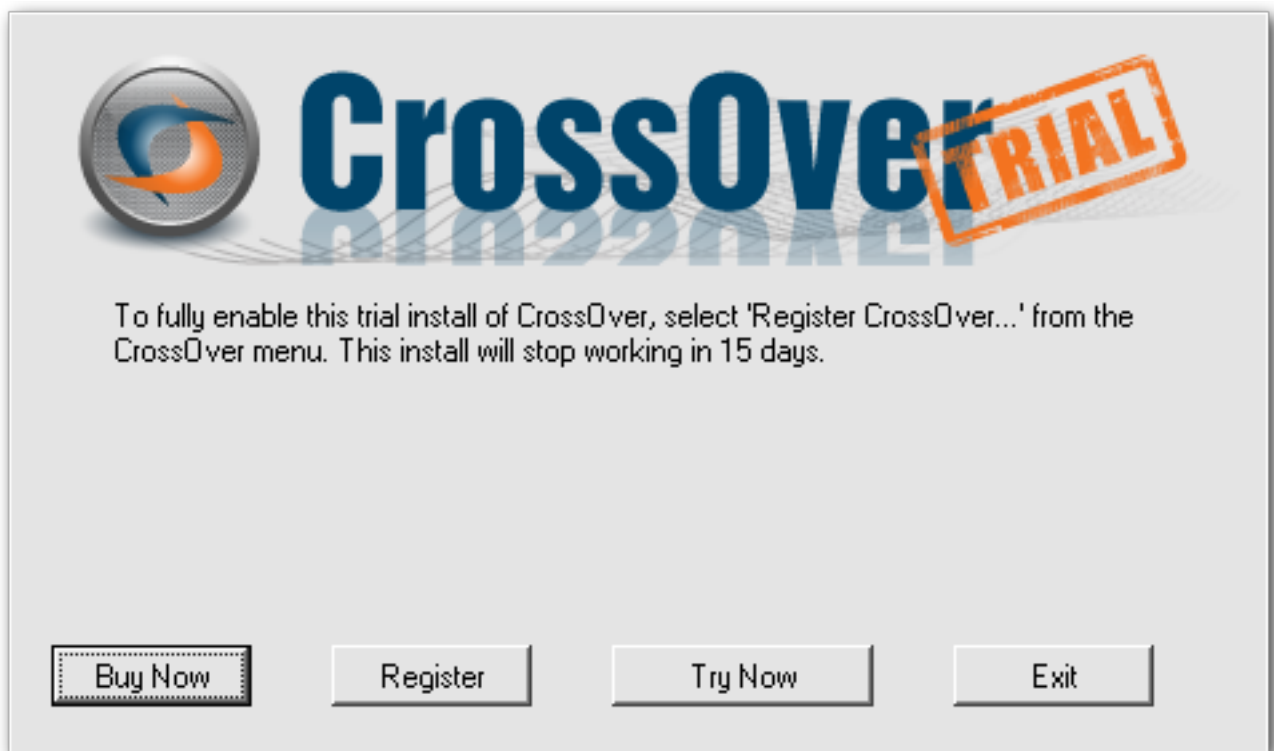 CrossOver
TRIAL
To fully enable this trial install of CrossOver, select 'Register CrossOver...' from the
CrossOver menu. This install will stop working in 15 days.
Buy Now Register Try Now Exit